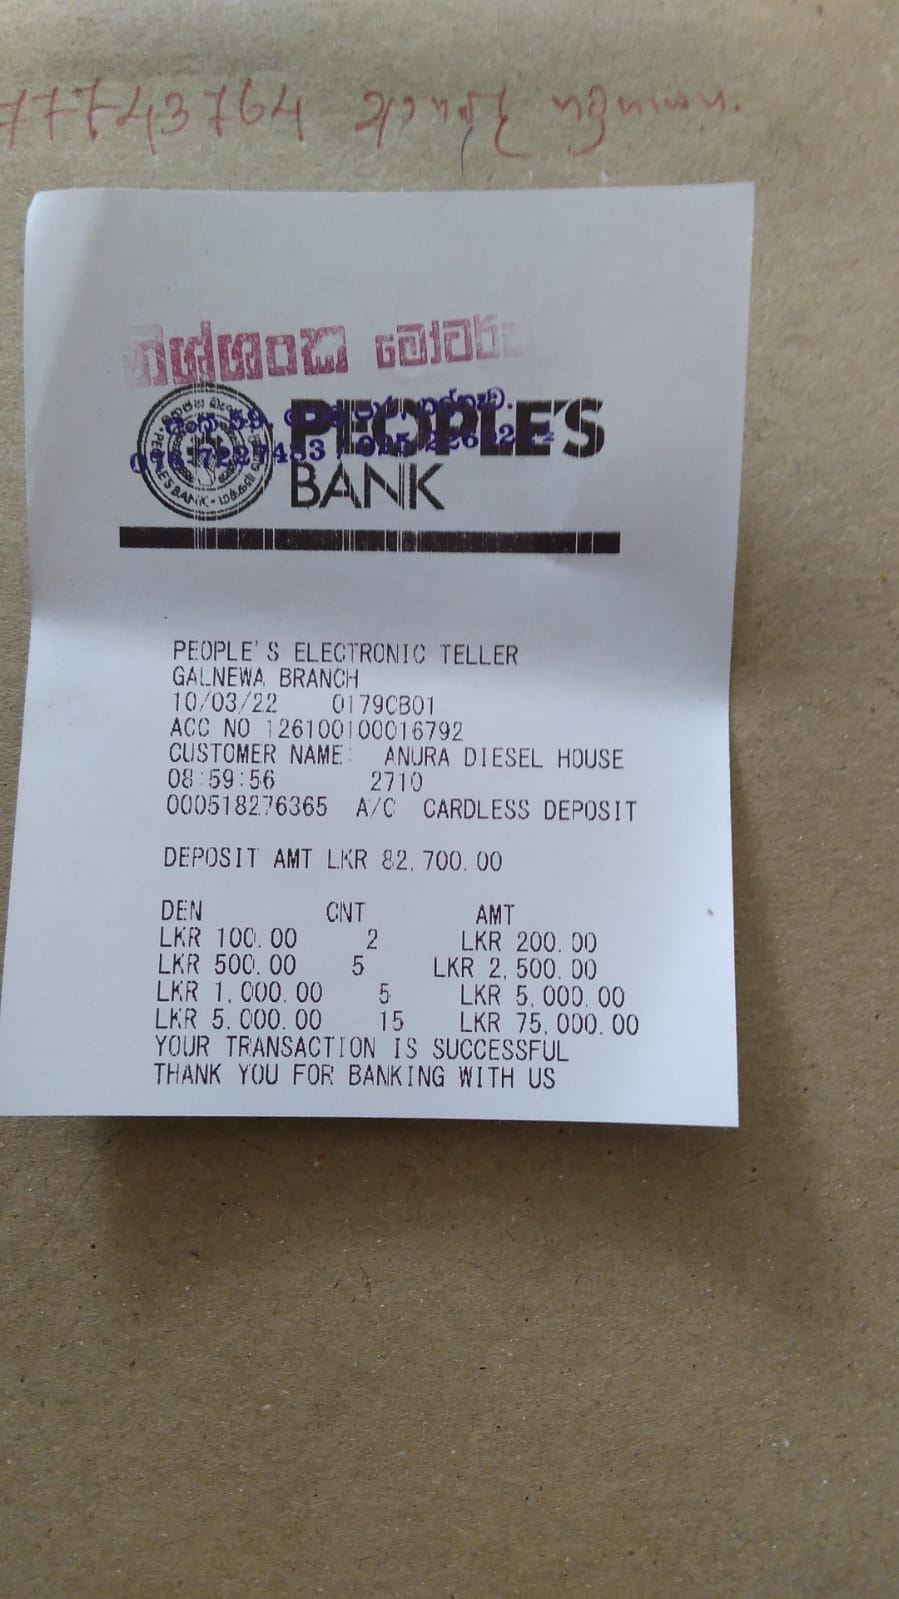 77743764
නිශ්ශංක මෝටර්ස්
PEOPLE'S
BANK
PEOPLE'S ELECTRONIC TELLER
GALNEWA BRANCH
10/03/22 0179CB01
ACC NO 126100100016792
CUSTOMER NAME: ANURA DIESEL HOUSE
08:59:56 2710
000518276365 A/C CARDLESS DEPOSIT
DEPOSIT AMT LKR 82,700.00
DEN CNT AMT
LKR 100.00 2 LKR 200.00
LKR 500.00 5 LKR 2,500.00
LKR 1,000.00 5 LKR 5,000.00
LKR 5,000.00 15 LKR 75,000.00
YOUR TRANSACTION IS SUCCESSFUL
THANK YOU FOR BANKING WITH US